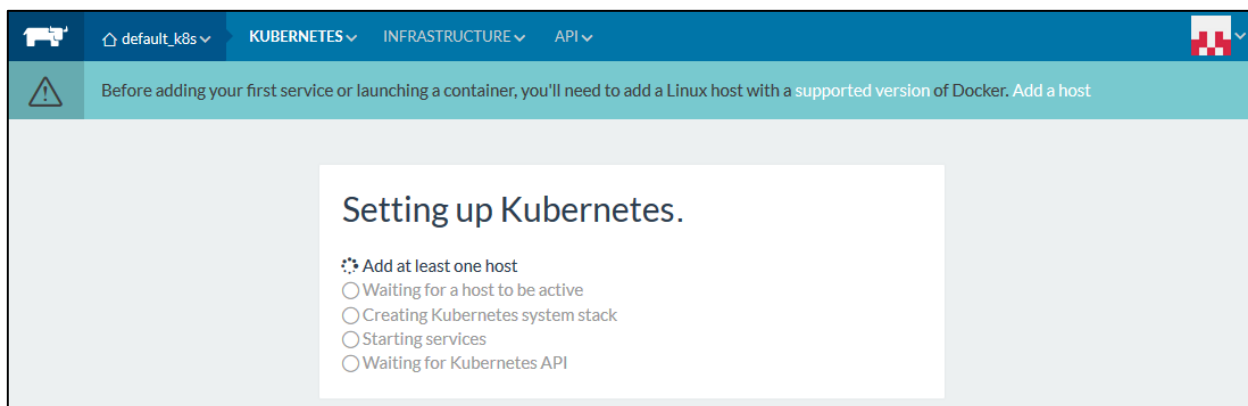 default_k8s KUBERNETES INFRASTRUCTURE API
Before adding your first service or launching a container, you'll need to add a Linux host with a supported version of Docker. Add a host
Setting up Kubernetes.
Add at least one host
Waiting for a host to be active
Creating Kubernetes system stack
Starting services
Waiting for Kubernetes API